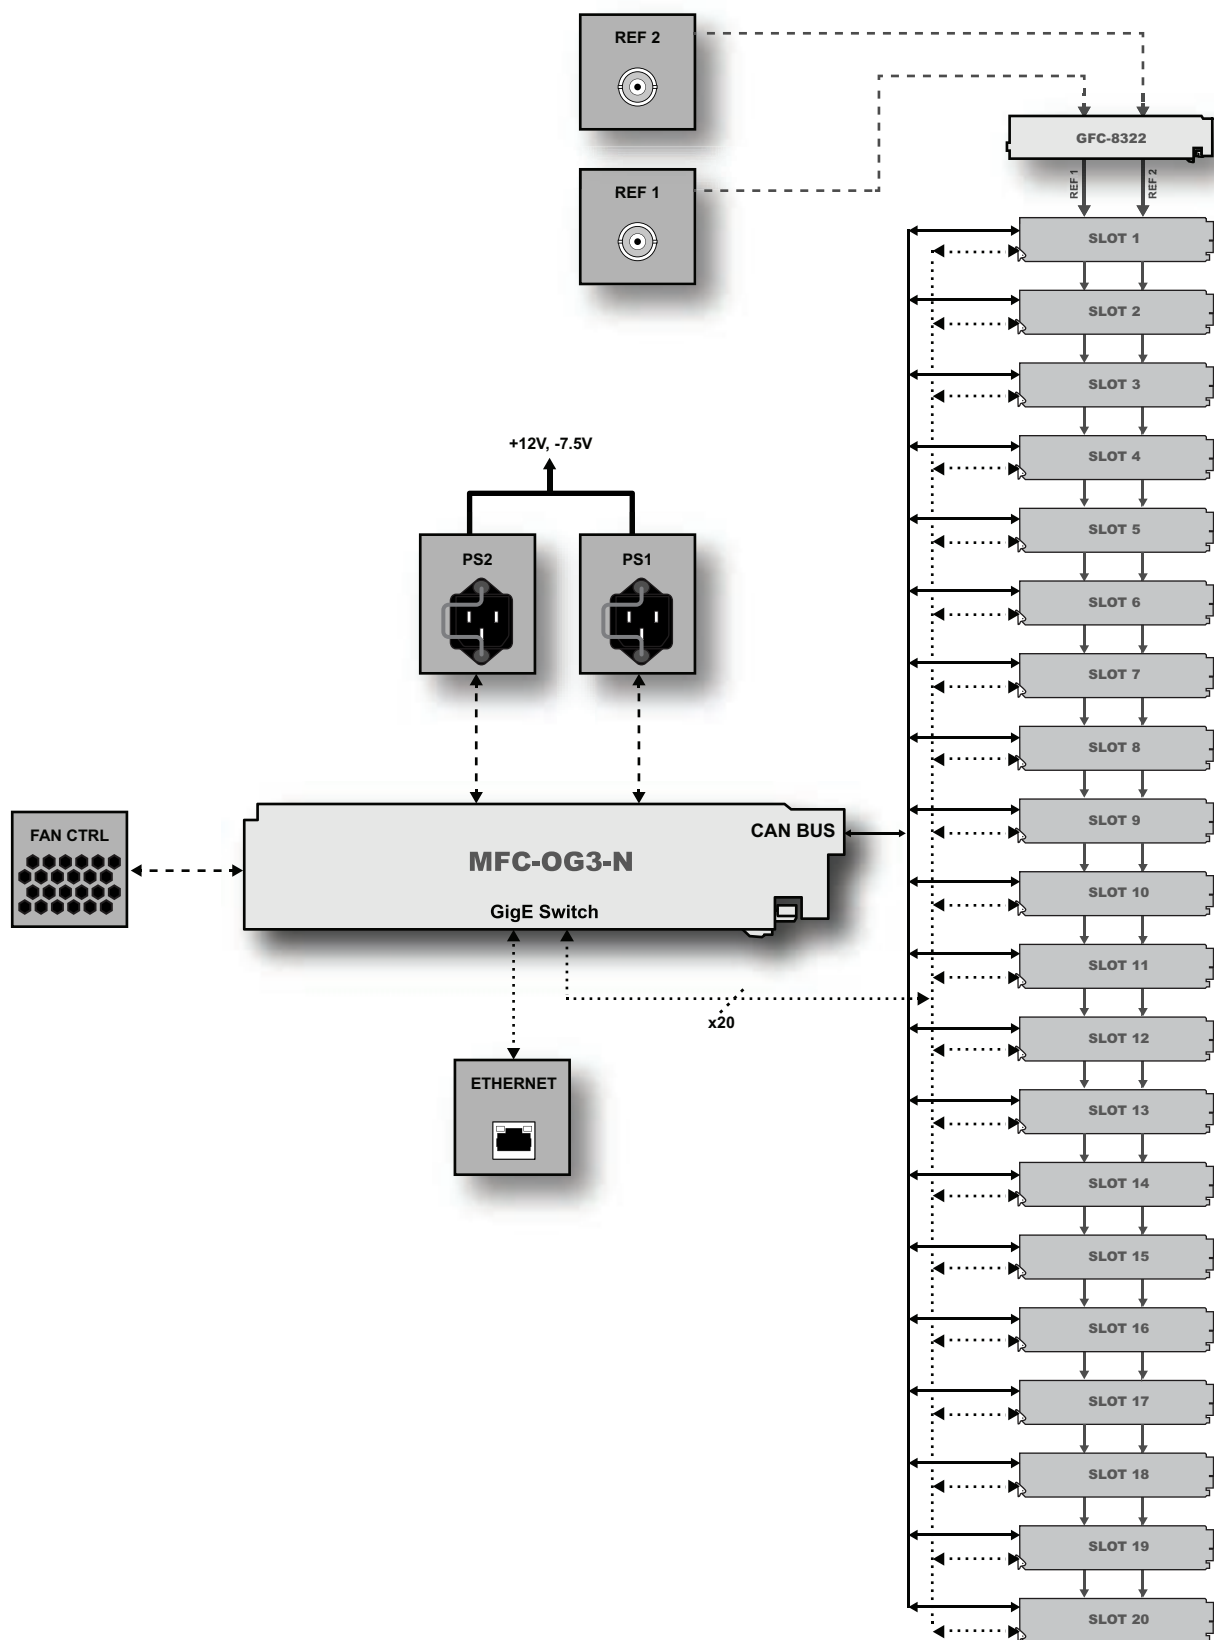 REF 2
GFC-8322
REF 1
REF 1
REF 2
SLOT 1
SLOT 2
SLOT 3
SLOT 4
SLOT 5
SLOT 6
SLOT 7
SLOT 8
SLOT 9
SLOT 10
SLOT 11
SLOT 12
SLOT 13
SLOT 14
SLOT 15
SLOT 16
SLOT 17
SLOT 18
SLOT 19
SLOT 20
+12V, -7.5V
PS2
PS1
FAN CTRL
CAN BUS
MFC-OG3-N
GigE Switch
x20
ETHERNET